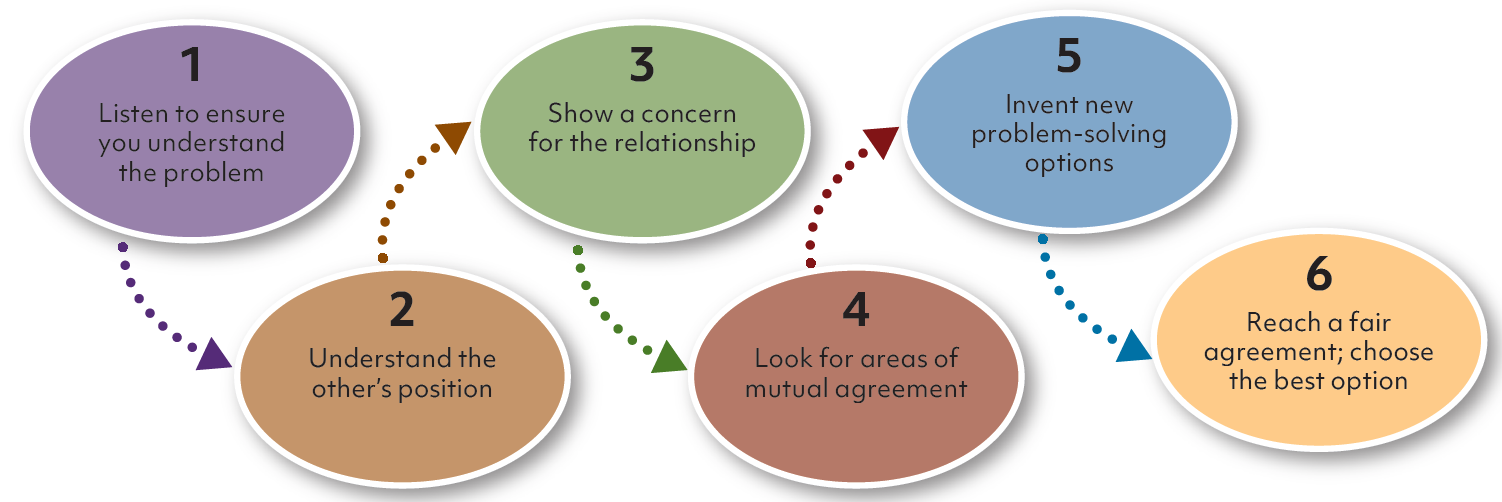 1
Listen to ensure
you understand
the problem
2
Understand the
other’s position
3
Show a concern
for the relationship
4
Look for areas of
mutual agreement
5
Invent new
problem-solving
options
6
Reach a fair
agreement; choose
the best option